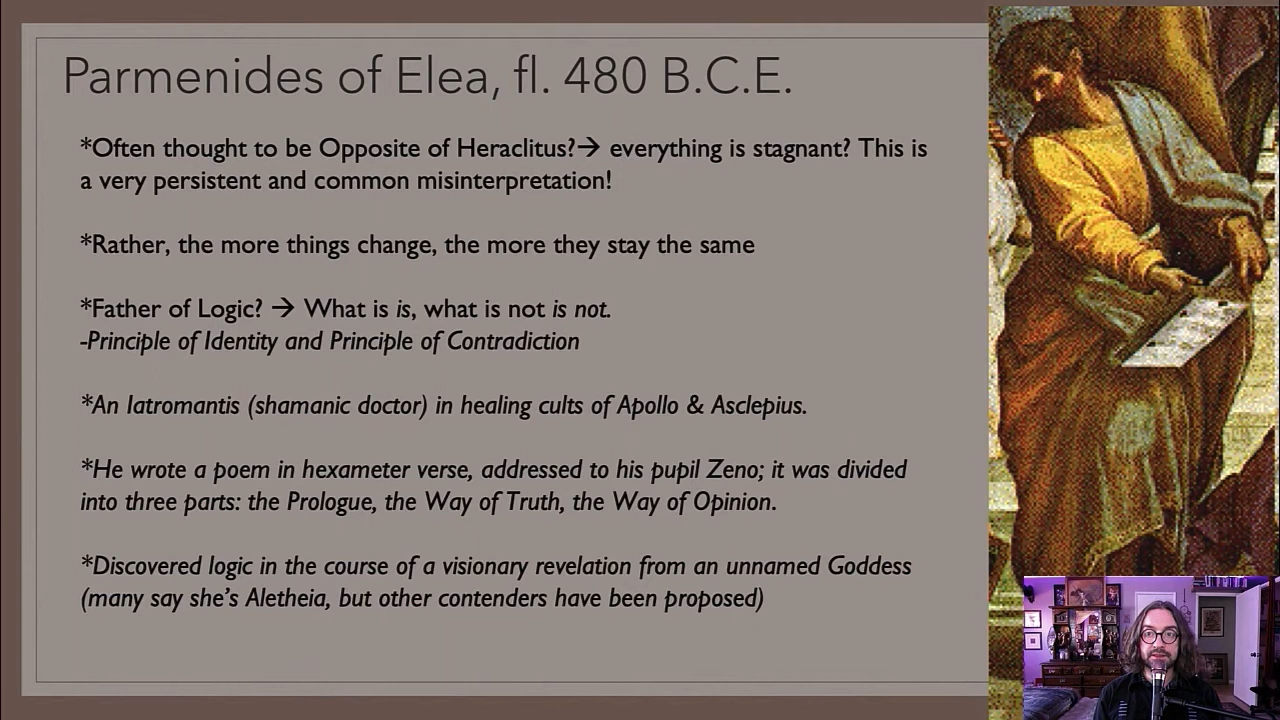 Parmenides of Elea, fl. 480 B.C.E.
*Often thought to be Opposite of Heraclitus?→ everything is stagnant? This is
a very persistent and common misinterpretation!
*Rather, the more things change, the more they stay the same
*Father of Logic? → What is is, what is not is not.
-Principle of Identity and Principle of Contradiction
*An Iatromantis (shamanic doctor) in healing cults of Apollo & Asclepius.
*He wrote a poem in hexameter verse, addressed to his pupil Zeno; it was divided
into three parts: the Prologue, the Way of Truth, the Way of Opinion.
*Discovered logic in the course of a visionary revelation from an unnamed Goddess
(many say she's Aletheia, but other contenders have been proposed)